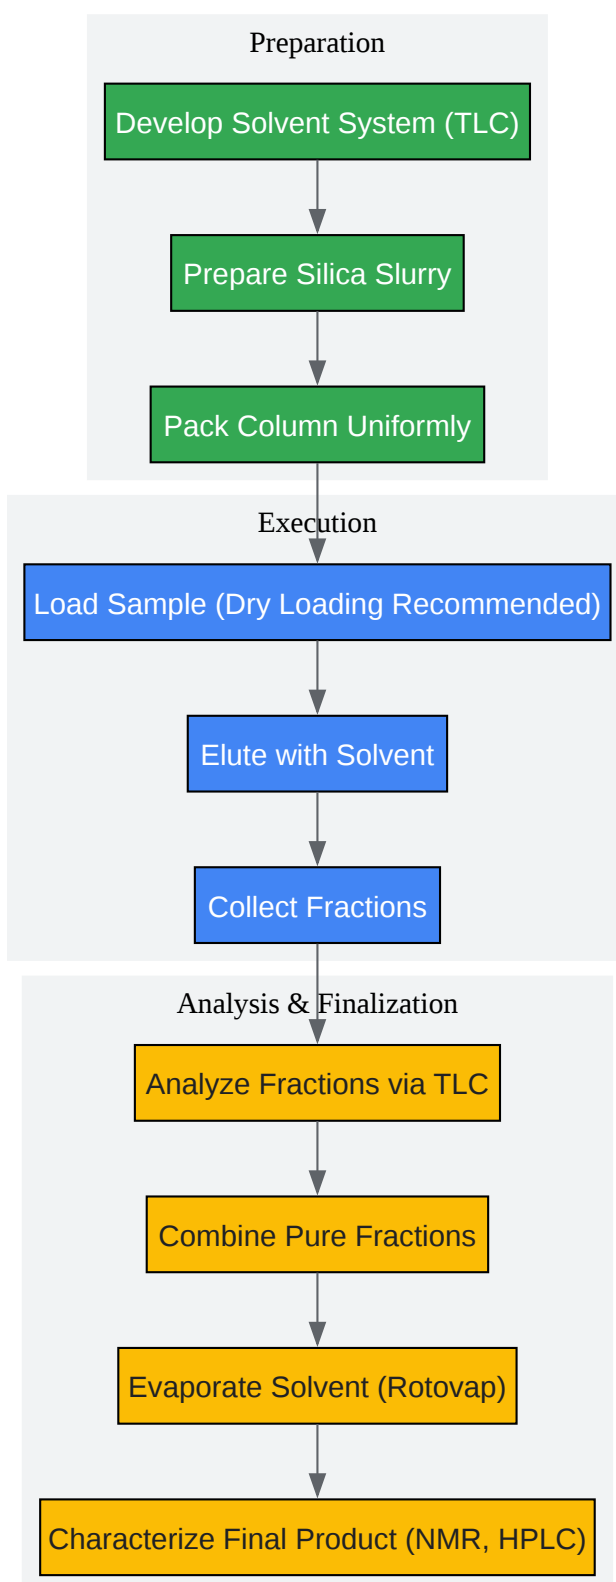 Preparation
Develop Solvent System (TLC)
Prepare Silica Slurry
Pack Column Uniformly
Execution
Load Sample (Dry Loading Recommended)
Elute with Solvent
Collect Fractions
Analysis & Finalization
Analyze Fractions via TLC
Combine Pure Fractions
Evaporate Solvent (Rotovap)
Characterize Final Product (NMR, HPLC)